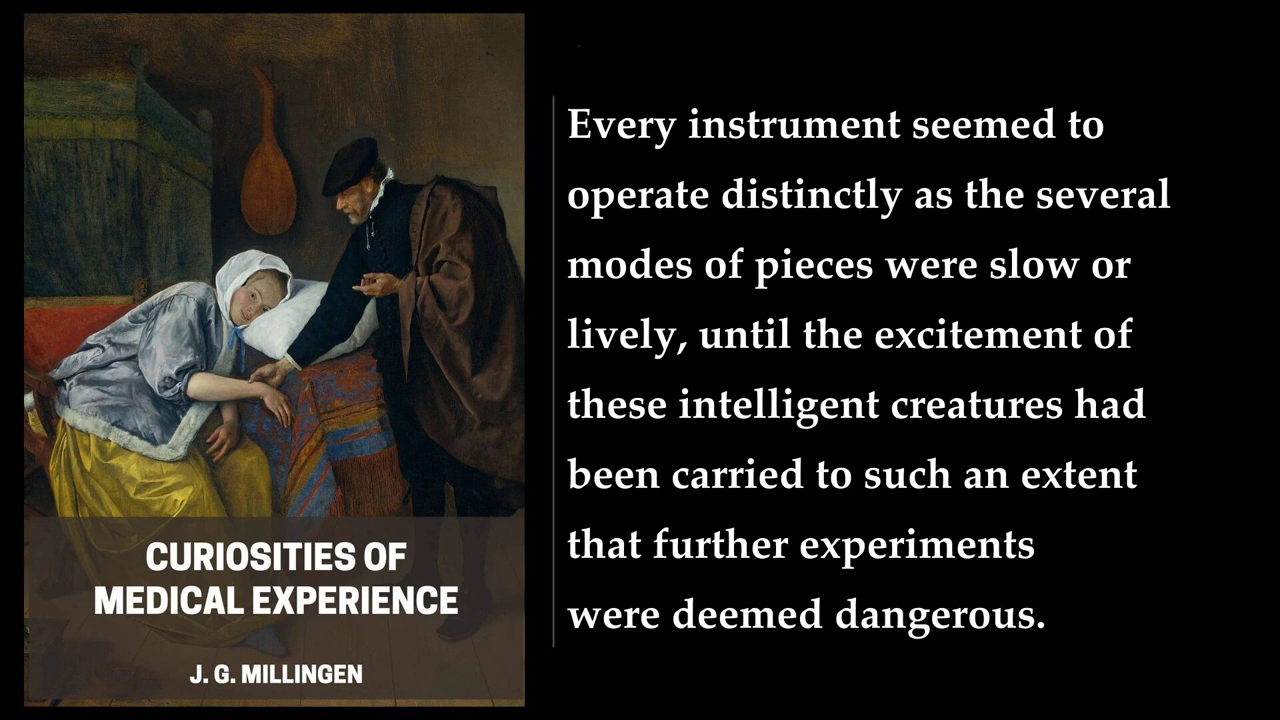 CURIOSITIES OF
MEDICAL EXPERIENCE
J. G. MILLINGEN
Every instrument seemed to
operate distinctly as the several
modes of pieces were slow or
lively, until the excitement of
these intelligent creatures had
been carried to such an extent
that further experiments
were deemed dangerous.